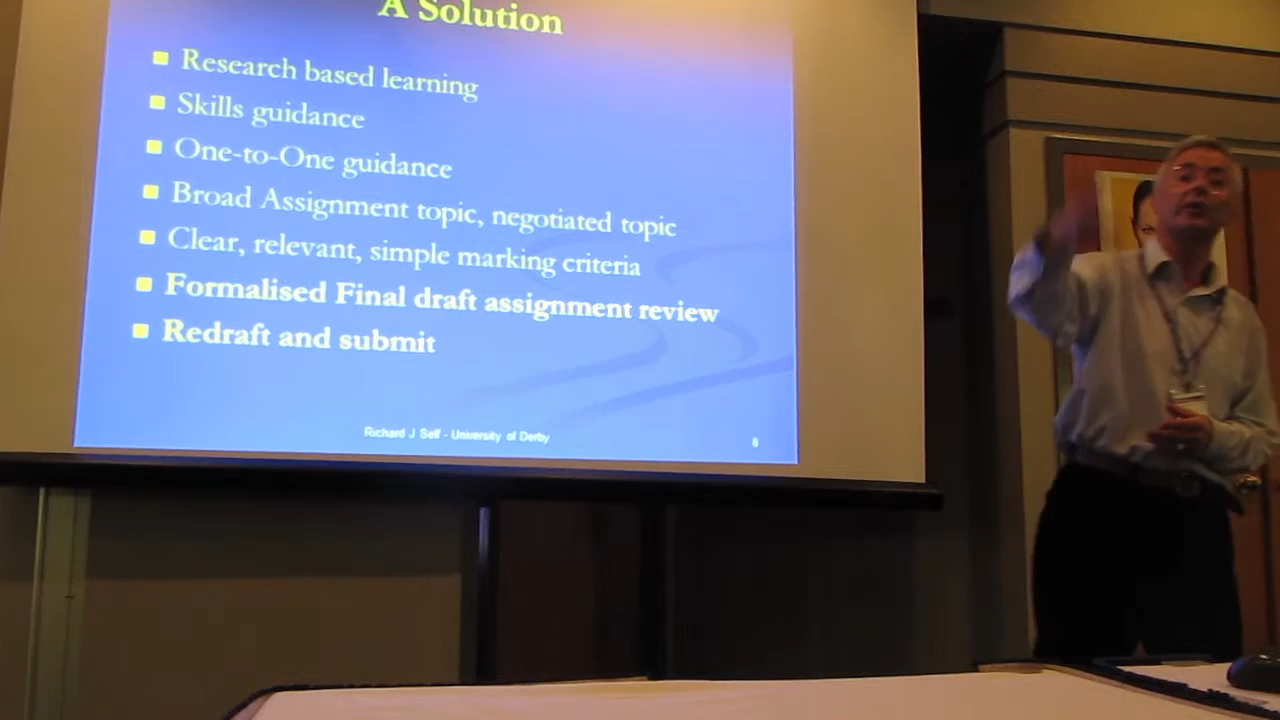 A Solution
Research based learning
Skills guidance
One-to-One guidance
Broad Assignment topic, negotiated topic
Clear, relevant, simple marking criteria
Formalised Final draft assignment review
Redraft and submit
Richard J Self - University of Derby